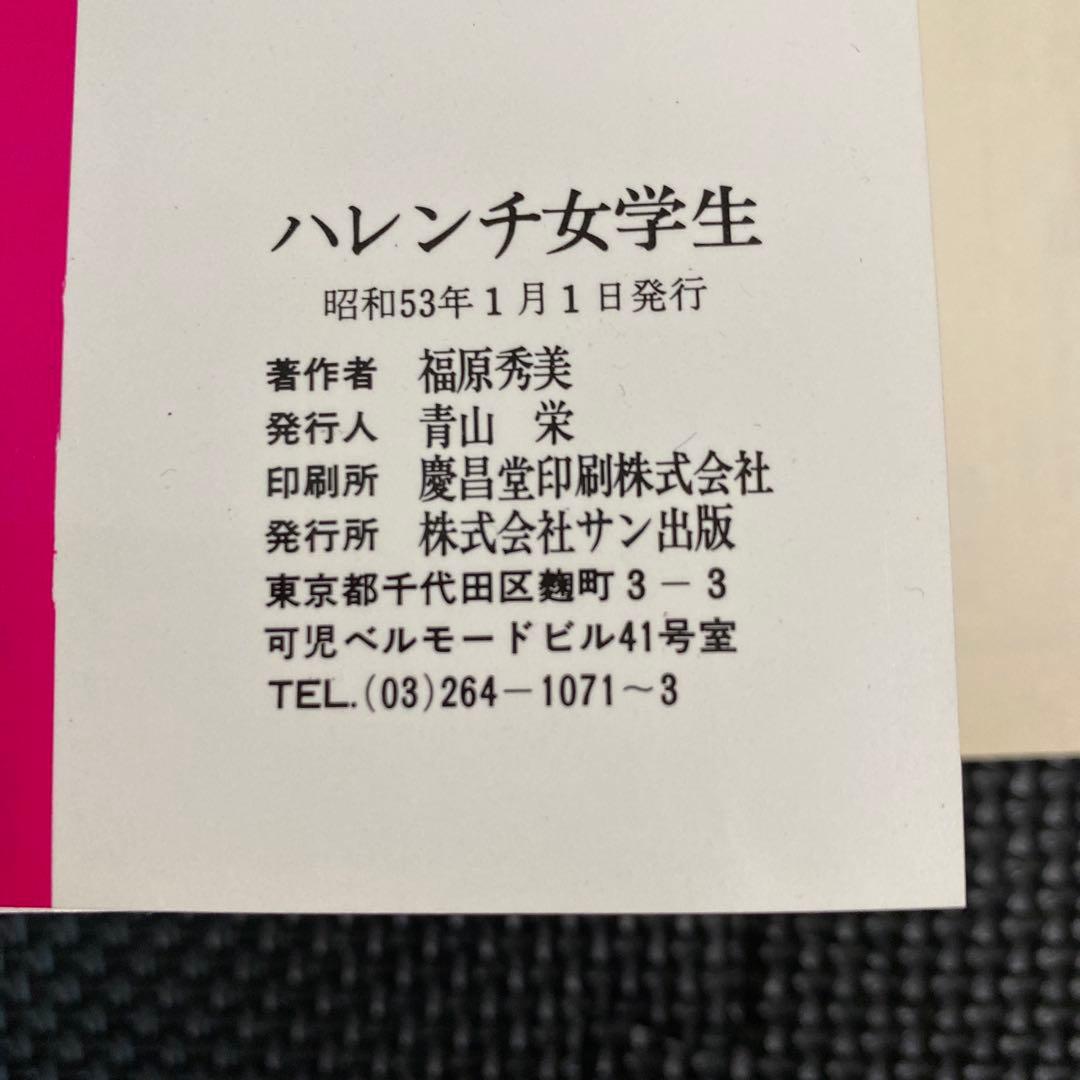 ハレンチ女学生
昭和53年1月1日発行
著作者 福原秀美
発行人 青山 栄
印刷所 慶昌堂印刷株式会社
発行所 株式会社サン出版
東京都千代田区麴町3-3
可児ベルモードビル41号室
TEL.(03)264-1071~3